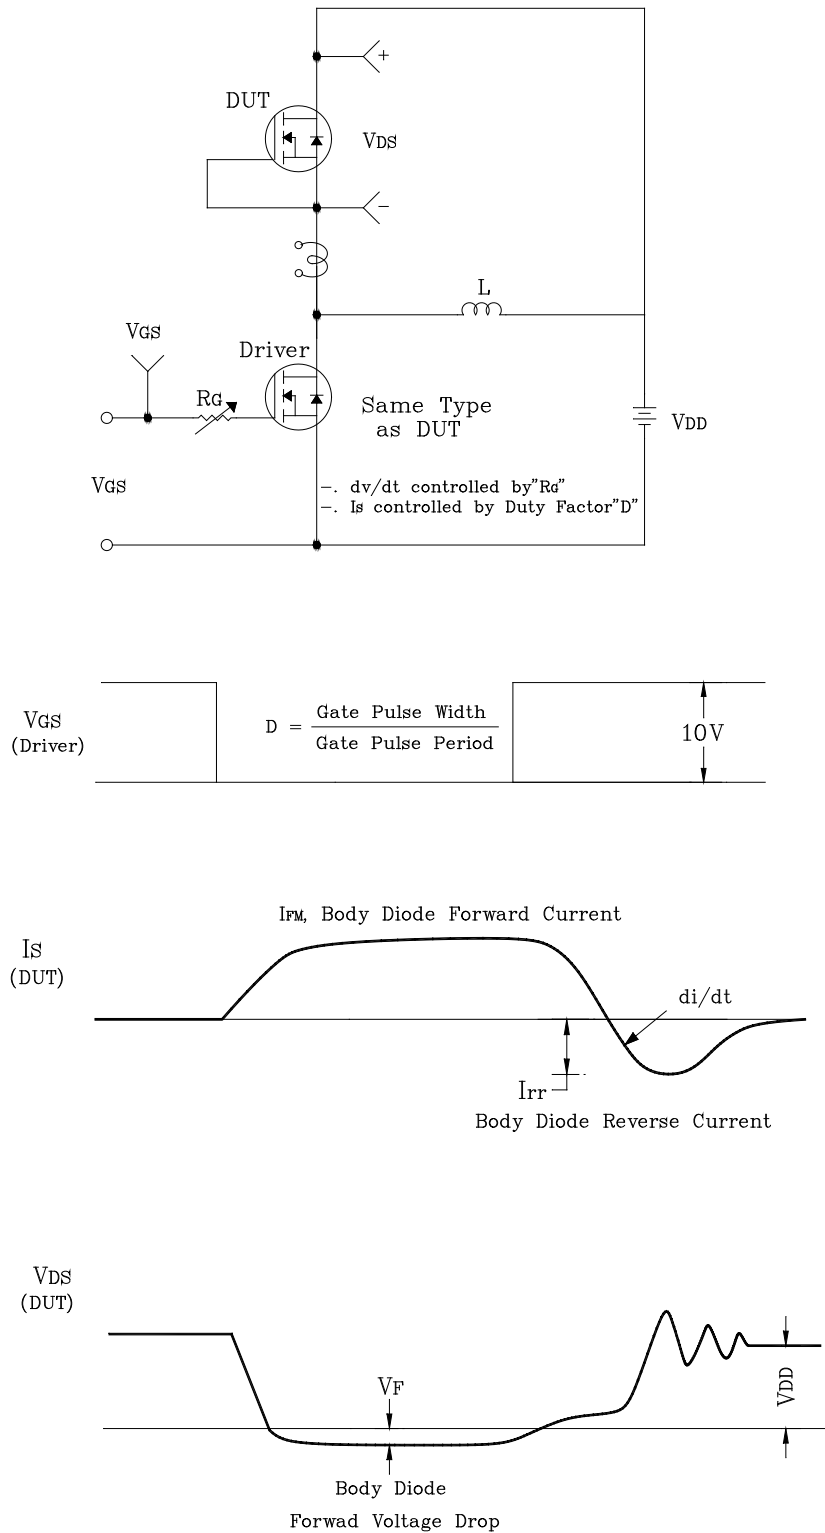 +
DUT
VDS
−
L
VGS
Driver
RG
Same Type
as DUT
VDD
VGS
−. dv/dt controlled by"RG"
−. Is controlled by Duty Factor"D"
VGS
(Driver)
D = Gate Pulse Width
Gate Pulse Period
10V
IFM, Body Diode Forward Current
IS
(DUT)
di/dt
Irr
Body Diode Reverse Current
VDS
(DUT)
VF
VDD
Body Diode
Forwad Voltage Drop